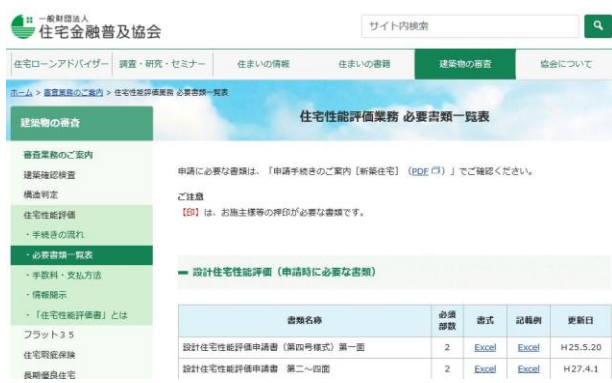 一般財団法人
住宅金融普及協会
サイト内検索
住宅ローンアドバイザー 調査・研究・セミナー 住まいの情報 住まいの書籍 建築物の審査 協会について
ホーム > 審査業務のご案内 > 住宅性能評価業務 必要書類一覧表
建築物の審査
住宅性能評価業務 必要書類一覧表
審査業務のご案内
建築確認検査
構造判定
住宅性能評価
・手続きの流れ
・必要書類一覧表
・手数料・支払方法
・情報開示
・「住宅性能評価書」とは
フラット35
住宅瑕疵保険
長期優良住宅
申請に必要な書類は、「申請手続きのご案内［新築住宅］（PDF）」でご確認ください。
ご注意
【印】は、お施主様等の押印が必要な書類です。
設計住宅性能評価（申請時に必要な書類）
書類名称 必須部数 書式 記載例 更新日
設計住宅性能評価申請書（第四号様式）第一面 2 Excel Excel H25.5.20
設計住宅性能評価申請書 第二～四面 2 Excel Excel H27.4.1